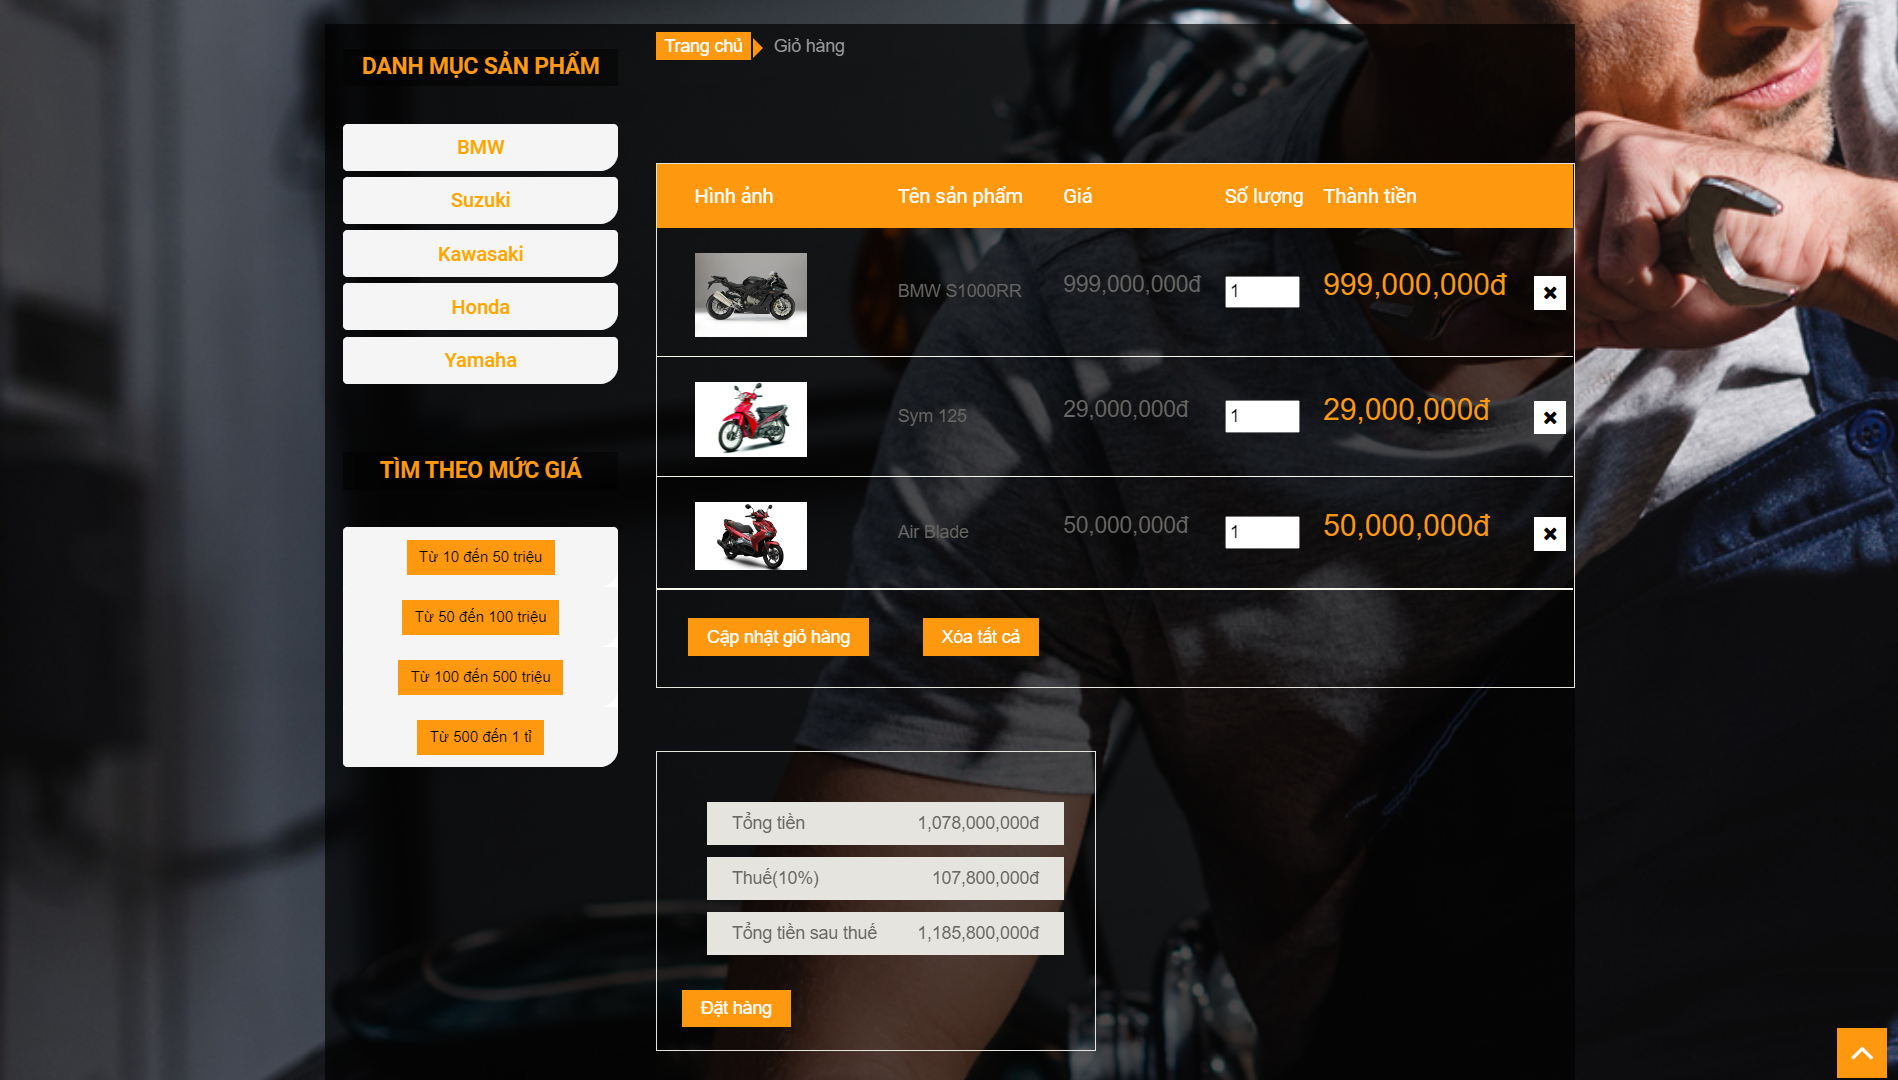 DANH MỤC SẢN PHẨM
BMW
Suzuki
Kawasaki
Honda
Yamaha
TÌM THEO MỨC GIÁ
Từ 10 đến 50 triệu
Từ 50 đến 100 triệu
Từ 100 đến 500 triệu
Từ 500 đến 1 tỉ
Trang chủ Giỏ hàng
Hình ảnh Tên sản phẩm Giá Số lượng Thành tiền
BMW S1000RR 999,000,000đ 1 999,000,000đ
Sym 125 29,000,000đ 1 29,000,000đ
Air Blade 50,000,000đ 1 50,000,000đ
Cập nhật giỏ hàng Xóa tất cả
Tổng tiền 1,078,000,000đ
Thuế(10%) 107,800,000đ
Tổng tiền sau thuế 1,185,800,000đ
Đặt hàng